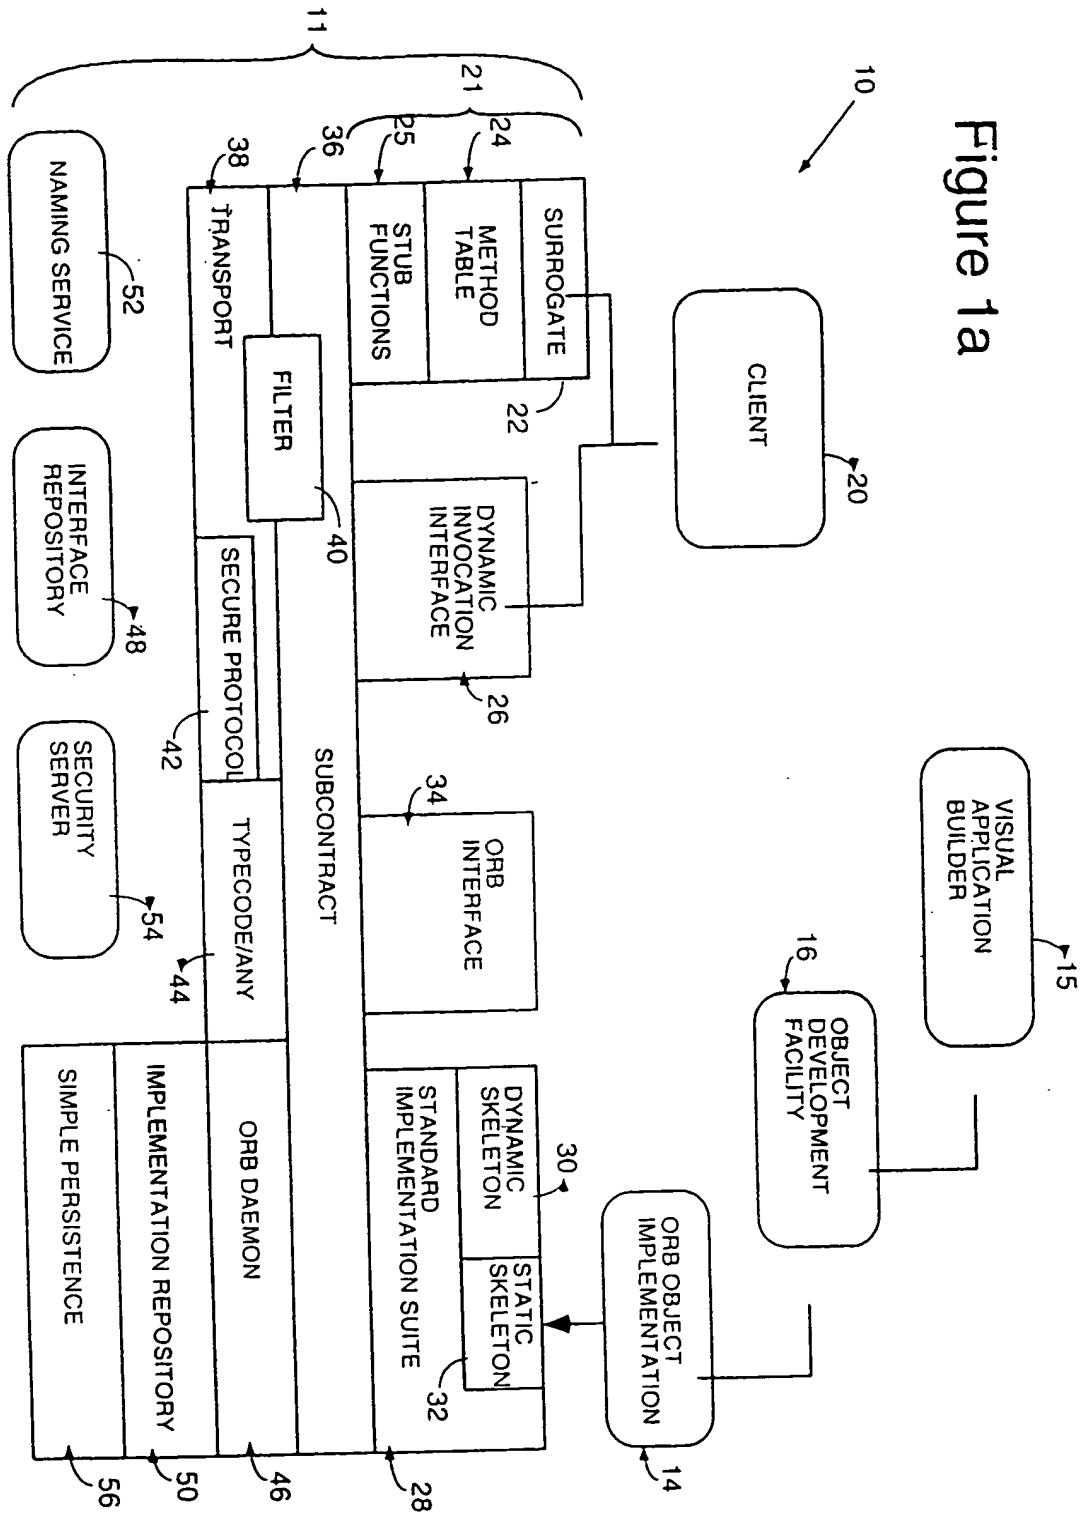 Figure 1a
10
VISUAL
APPLICATION
BUILDER
15
CLIENT
20
16
OBJECT
DEVELOPMENT
FACILITY
ORB OBJECT
IMPLEMENTATION
14
11
21
24
25
36
38
SURROGATE
22
METHOD
TABLE
STUB
FUNCTIONS
DYNAMIC
INVOCATION
INTERFACE
26
34
ORB
INTERFACE
30
DYNAMIC
SKELETON
STATIC
SKELETON
32
STANDARD
IMPLEMENTATION SUITE
28
SUBCONTRACT
FILTER
40
TRANSPORT
SECURE PROTOCOL
42
TYPECODE/ANY
44
ORB DAEMON
46
IMPLEMENTATION REPOSITORY
50
SIMPLE PERSISTENCE
56
NAMING SERVICE
52
INTERFACE
REPOSITORY
48
SECURITY
SERVER
54